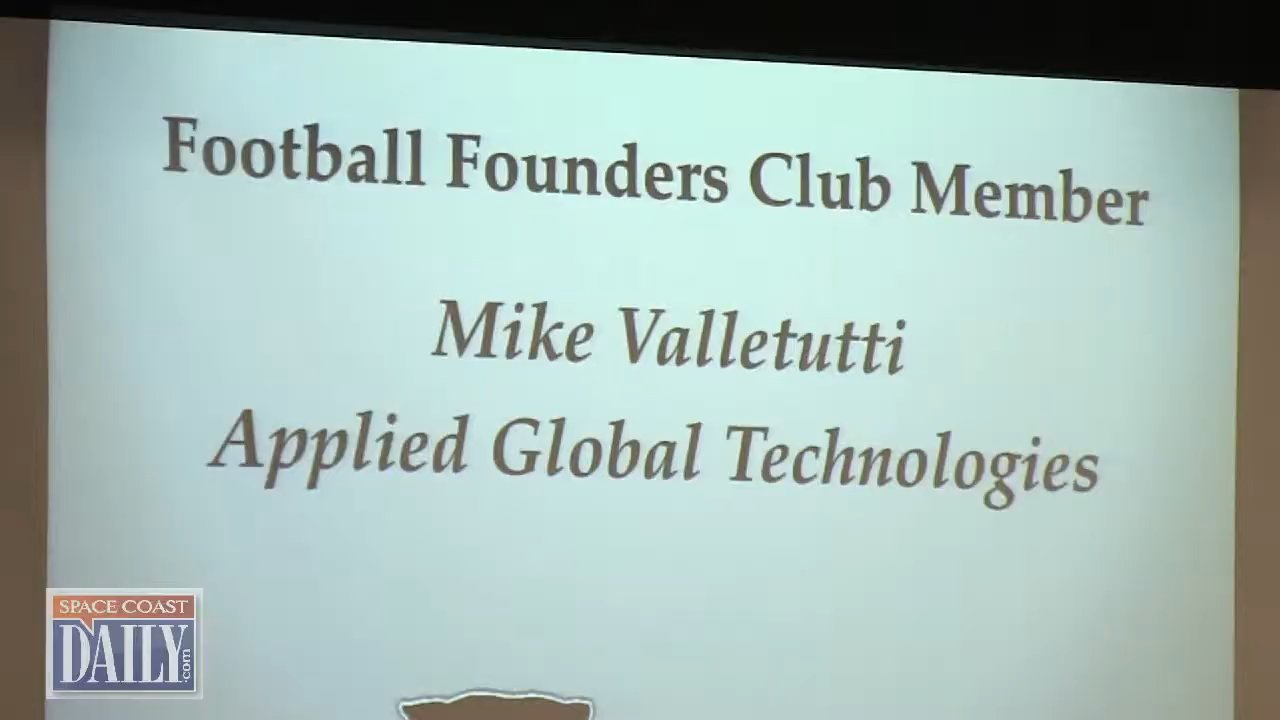 Football Founders Club Member
Mike Valletutti
Applied Global Technologies
SPACE COAST
DAILY.com